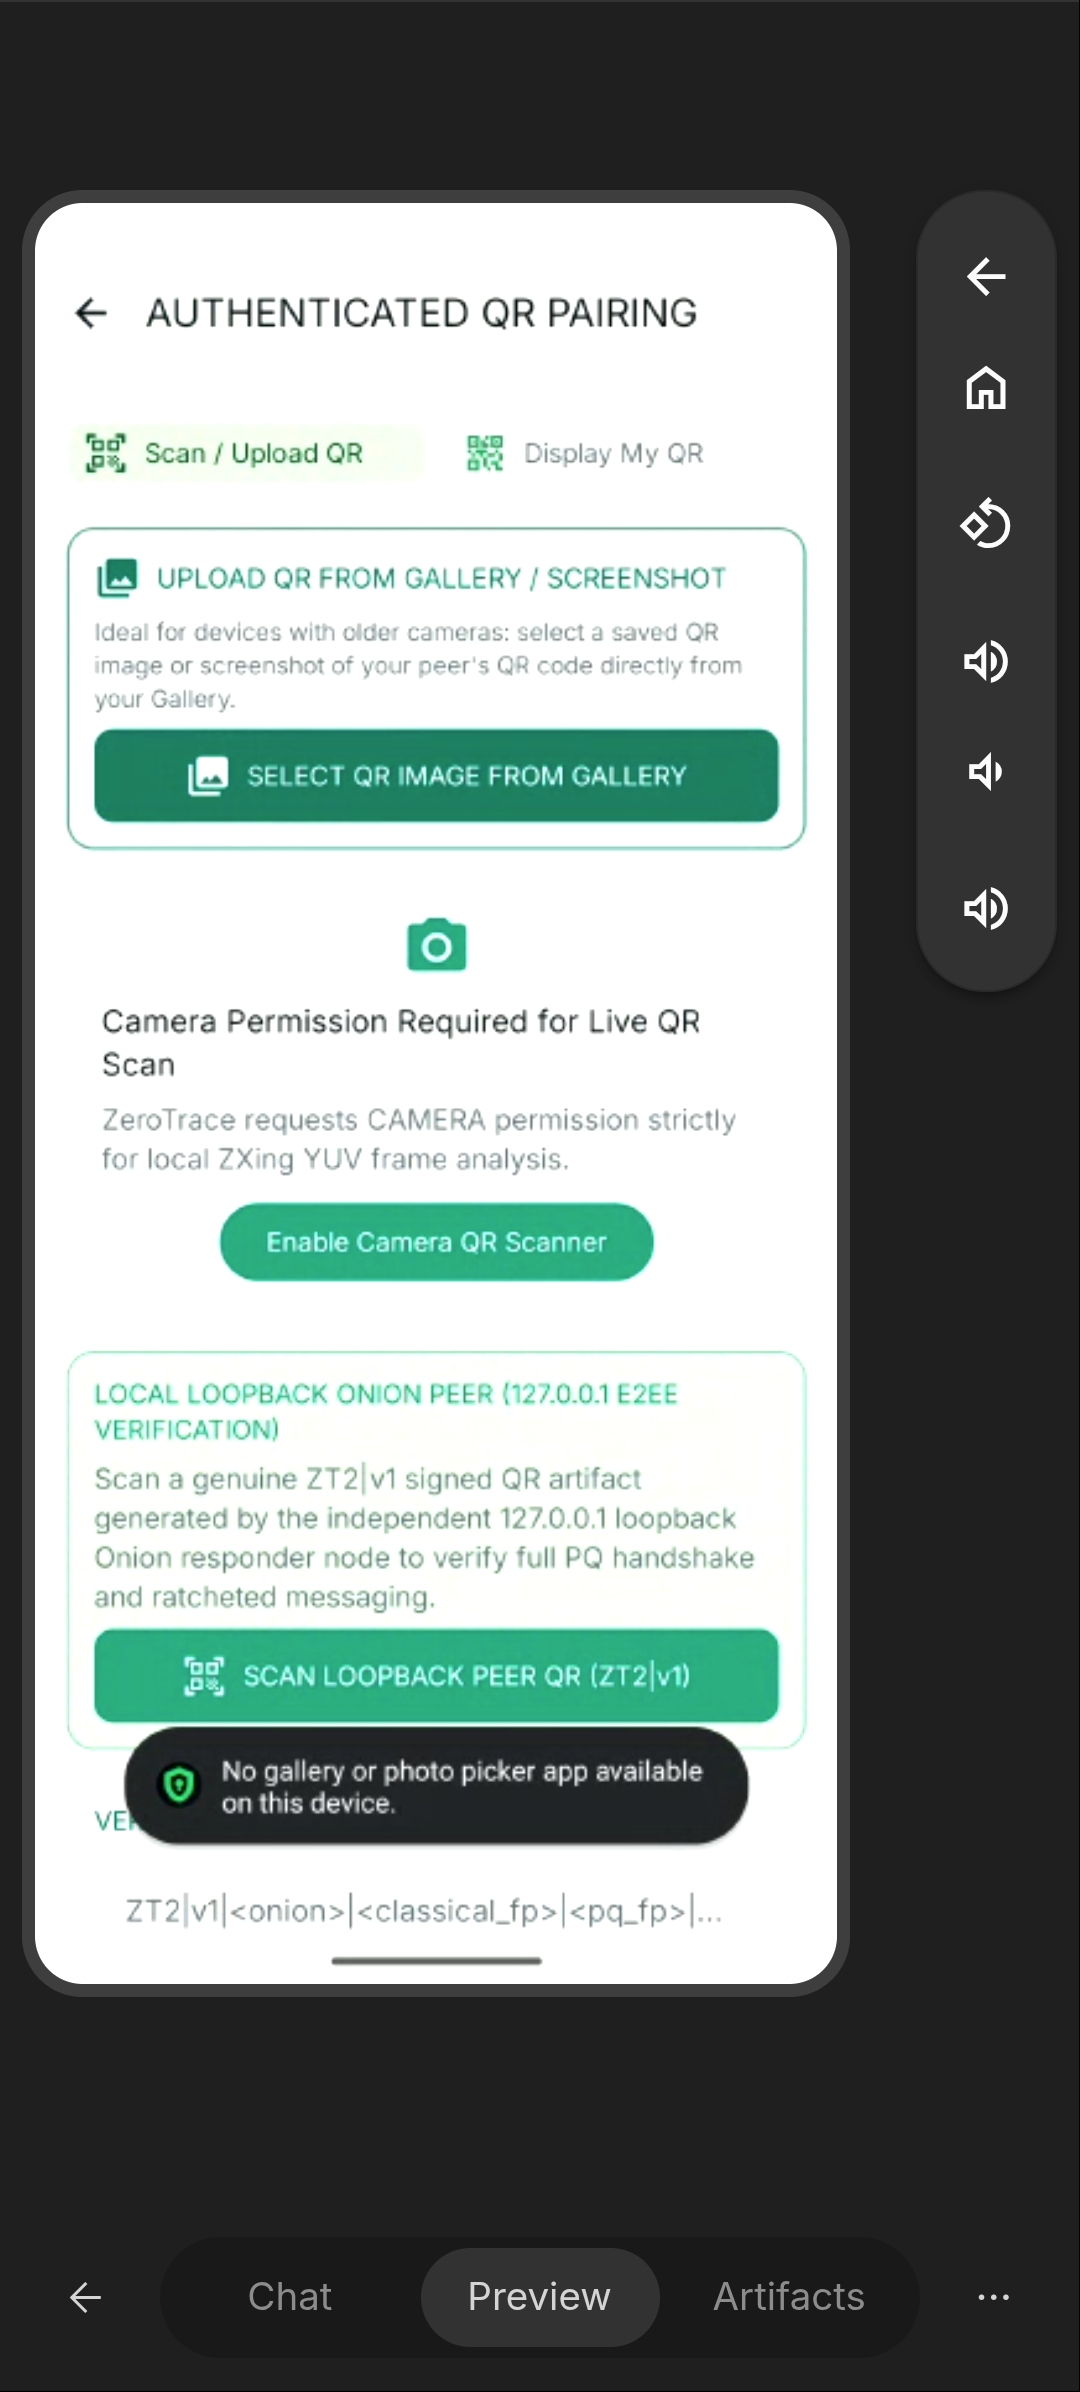 AUTHENTICATED QR PAIRING
Scan / Upload QR
Display My QR
UPLOAD QR FROM GALLERY / SCREENSHOT
Ideal for devices with older cameras: select a saved QR
image or screenshot of your peer's QR code directly from
your Gallery.
SELECT QR IMAGE FROM GALLERY
Camera Permission Required for Live QR
Scan
ZeroTrace requests CAMERA permission strictly
for local ZXing YUV frame analysis.
Enable Camera QR Scanner
LOCAL LOOPBACK ONION PEER (127.0.0.1 E2EE
VERIFICATION)
Scan a genuine ZT2|v1 signed QR artifact
generated by the independent 127.0.0.1 loopback
Onion responder node to verify full PQ handshake
and ratcheted messaging.
SCAN LOOPBACK PEER QR (ZT2|v1)
No gallery or photo picker app available
on this device.
ZT2|v1|<onion>|<classical_fp>|<pq_fp>|...
Chat
Preview
Artifacts